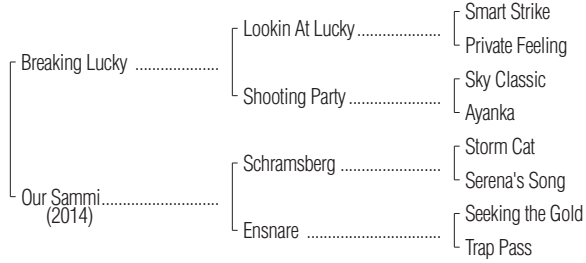 Smart Strike
Lookin At Lucky ....................
Private Feeling
Breaking Lucky ....................
Sky Classic
Shooting Party ......................
Ayanka
Storm Cat
Schramsberg ........................
Serena's Song
Our Sammi............................
(2014)
Seeking the Gold
Ensnare ................................
Trap Pass